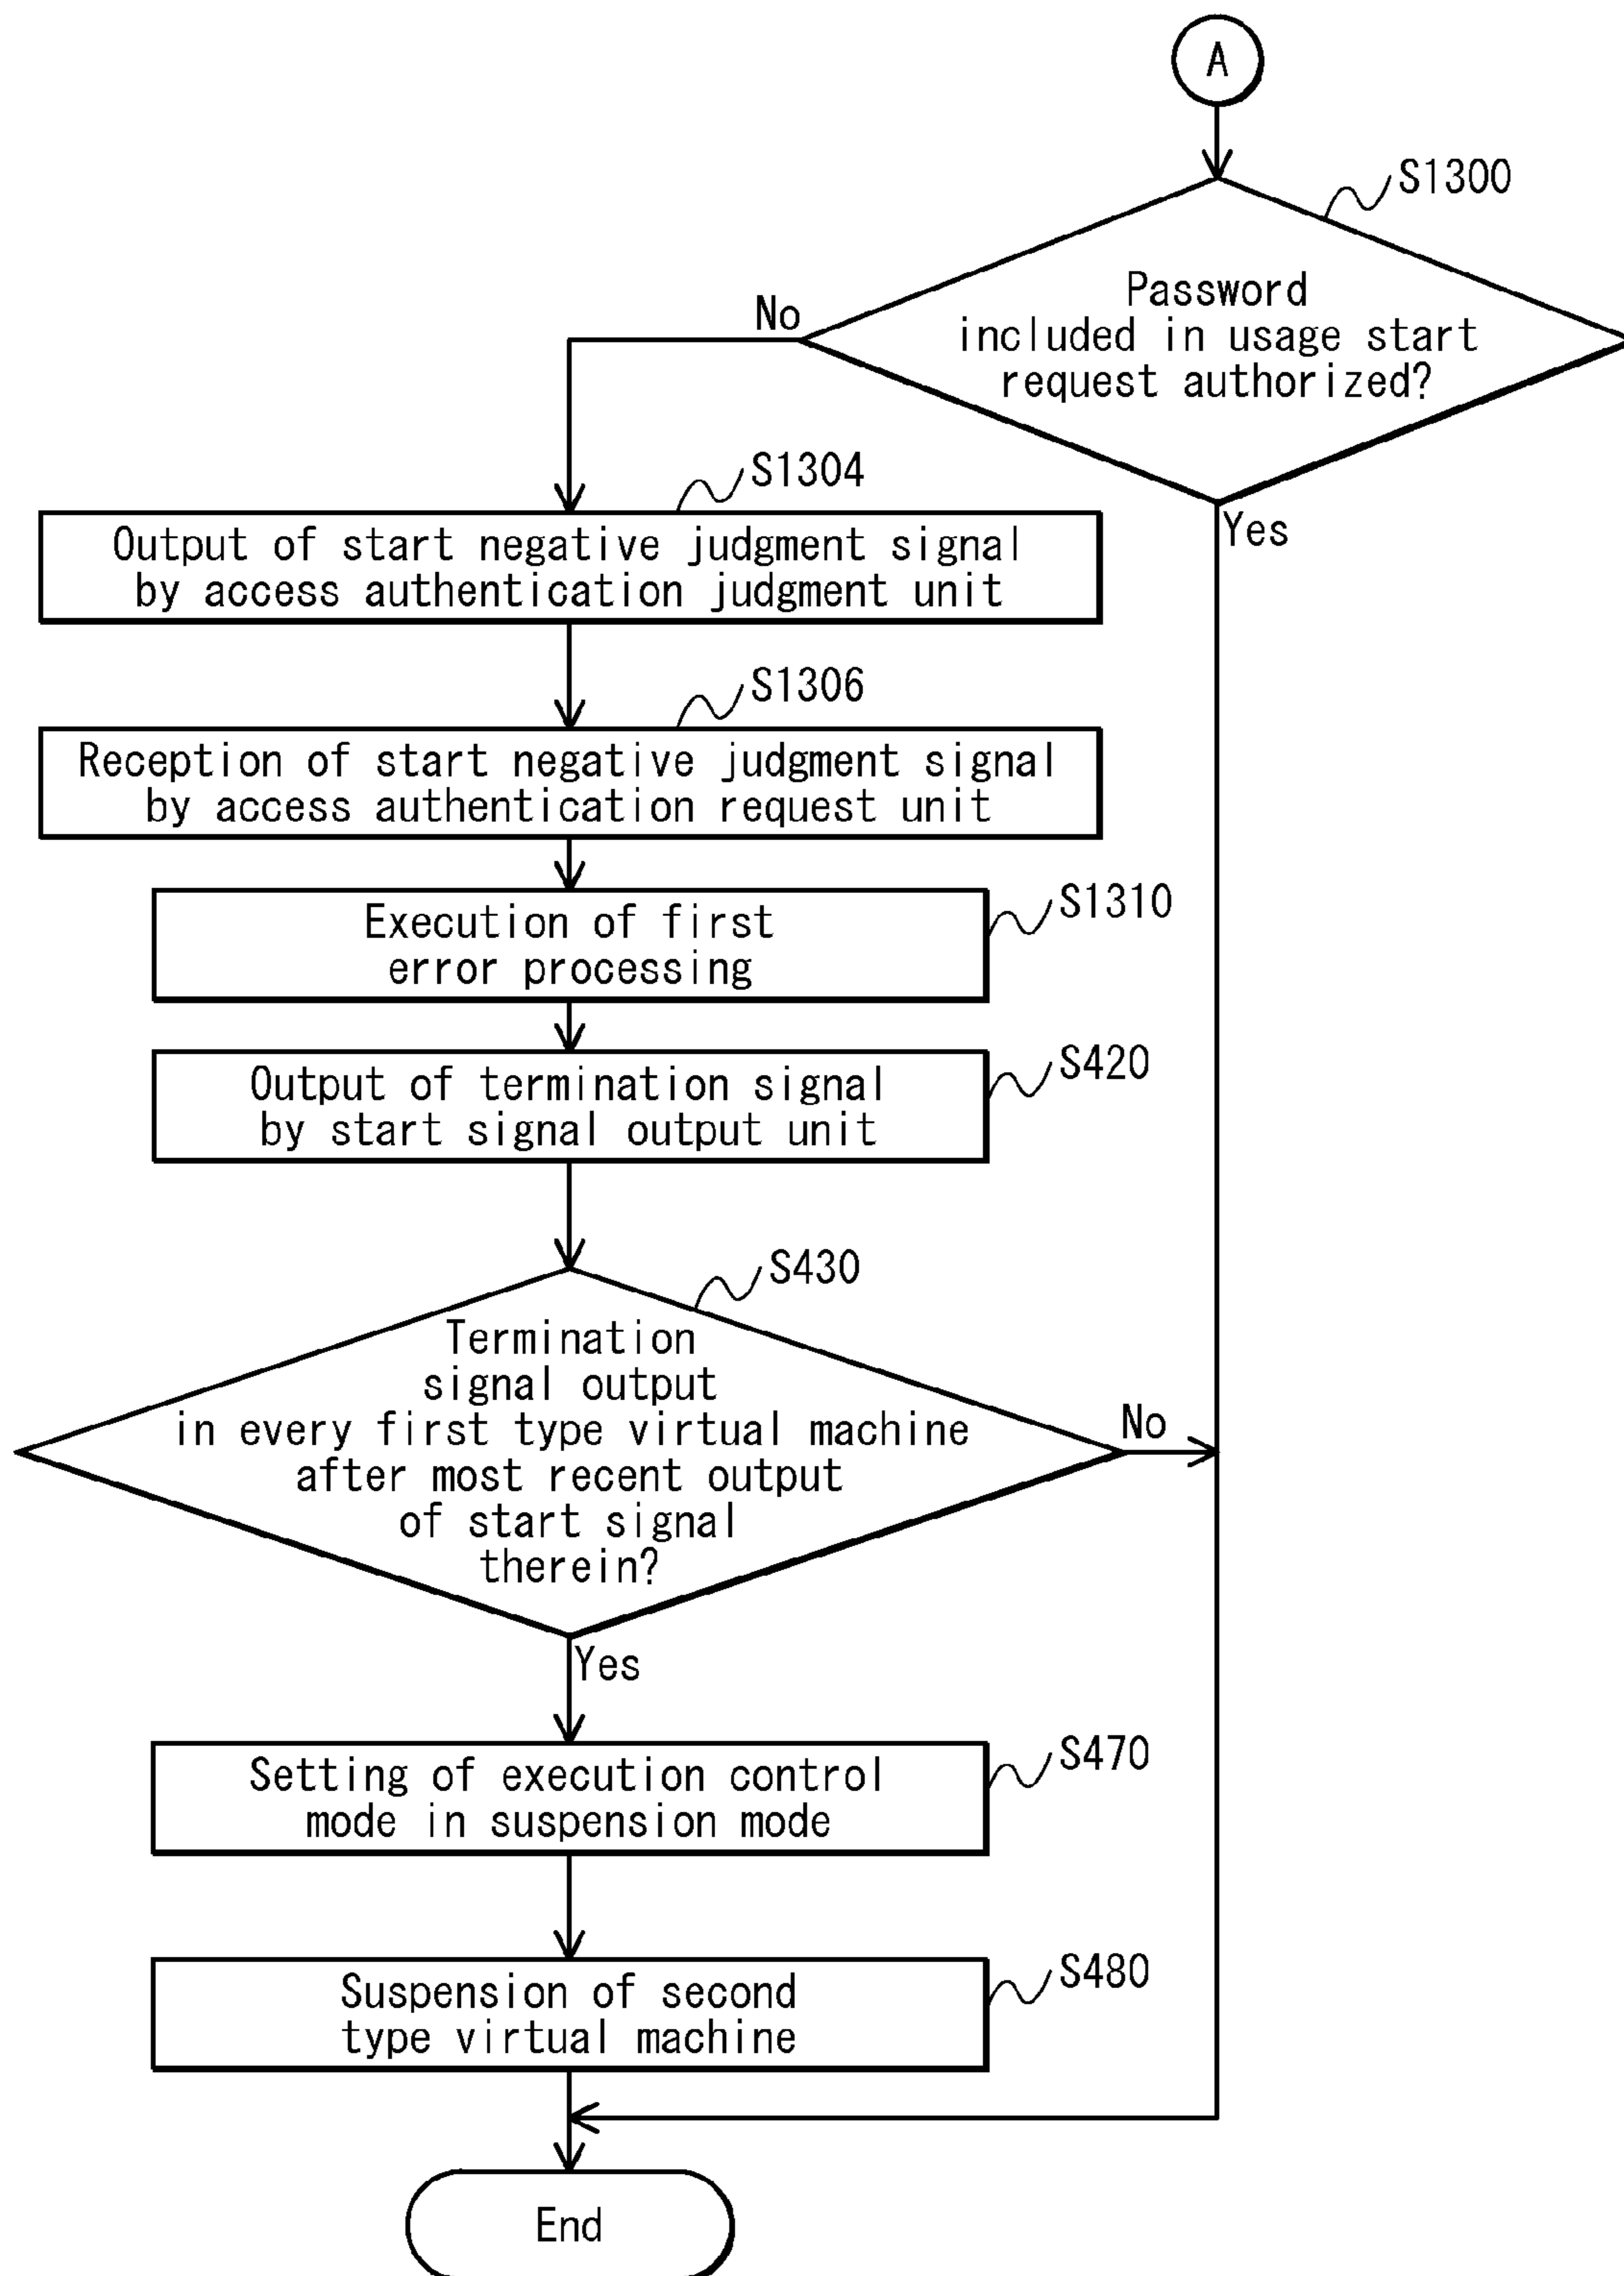 A
S1300
Password
included in usage start
request authorized?
No
Yes
S1304
Output of start negative judgment signal
by access authentication judgment unit
S1306
Reception of start negative judgment signal
by access authentication request unit
S1310
Execution of first
error processing
S420
Output of termination signal
by start signal output unit
S430
Termination
signal output
in every first type virtual machine
after most recent output
of start signal
therein?
No
Yes
S470
Setting of execution control
mode in suspension mode
S480
Suspension of second
type virtual machine
End